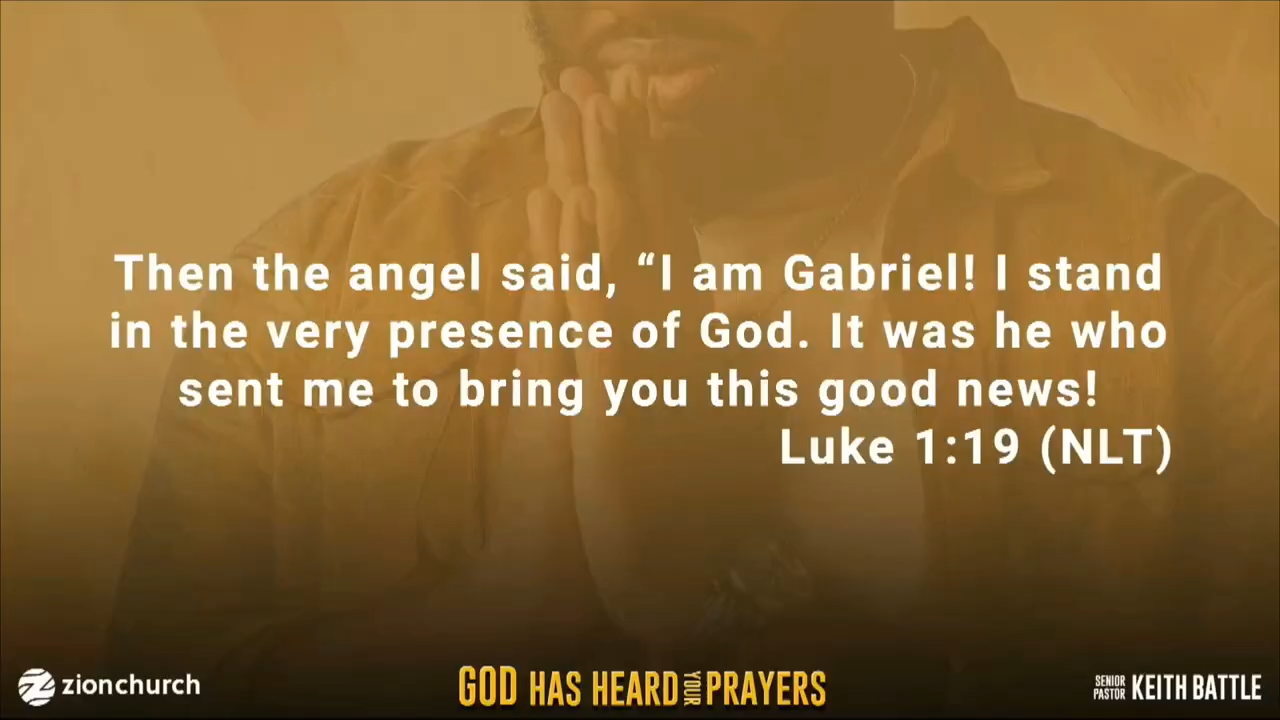 Then the angel said, “I am Gabriel! I stand
in the very presence of God. It was he who
sent me to bring you this good news!
Luke 1:19 (NLT)
zionchurch
GOD HAS HEARD YOUR PRAYERS
SENIOR PASTOR KEITH BATTLE